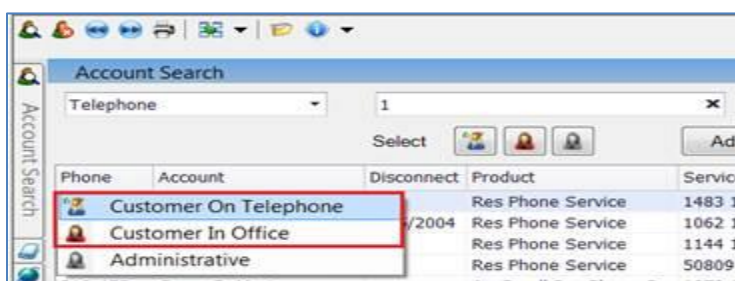 Account Search
Account Search
Telephone 1
Select Ad
Phone Account Disconnect Product Servic
Customer On Telephone Res Phone Service 1483 1
Customer In Office /2004 Res Phone Service 1062 1
Res Phone Service 1144 1
Administrative Res Phone Service 50809